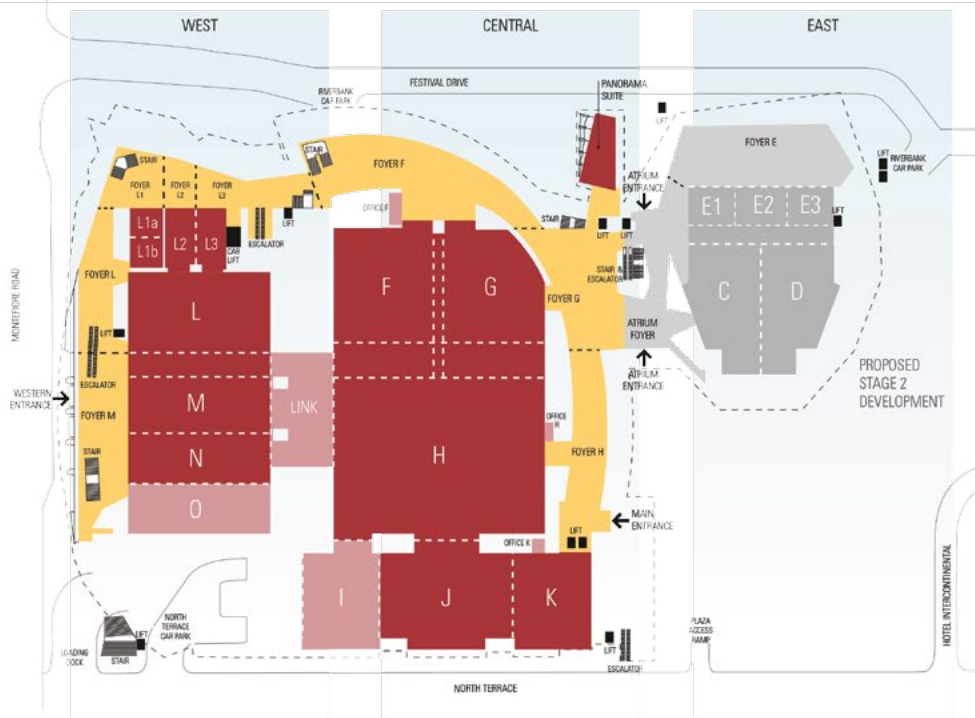 WEST
CENTRAL
EAST
FESTIVAL DRIVE
RIVERBANK
CAR PARK
PANORAMA
SUITE
LIFT
FOYER E
LIFT
RIVERBANK
CAR PARK
STAIR
STAIR
FOYER F
ATRIUM
ENTRANCE
FOYER
L1
FOYER
L2
FOYER
L3
OFFICE F
E1
E2
E3
LIFT
L1a
L1b
L2
L3
CAR
LIFT
ESCALATOR
LIFT
STAIR
LIFT
LIFT
STAIR &
ESCALATOR
FOYER L
MONTEFIORE ROAD
L
F
G
FOYER G
C
D
ATRIUM
FOYER
LIFT
ESCALATOR
ATRIUM
ENTRANCE
PROPOSED
STAGE 2
DEVELOPMENT
WESTERN
ENTRANCE
FOYER M
M
LINK
OFFICE
H
STAIR
N
H
FOYER H
O
MAIN
ENTRANCE
LIFT
OFFICE K
I
J
K
HOTEL INTERCONTINENTAL
NORTH
TERRACE
CAR PARK
LOADING
DOCK
LIFT
STAIR
LIFT
ESCALATOR
PLAZA
ACCESS
RAMP
NORTH TERRACE